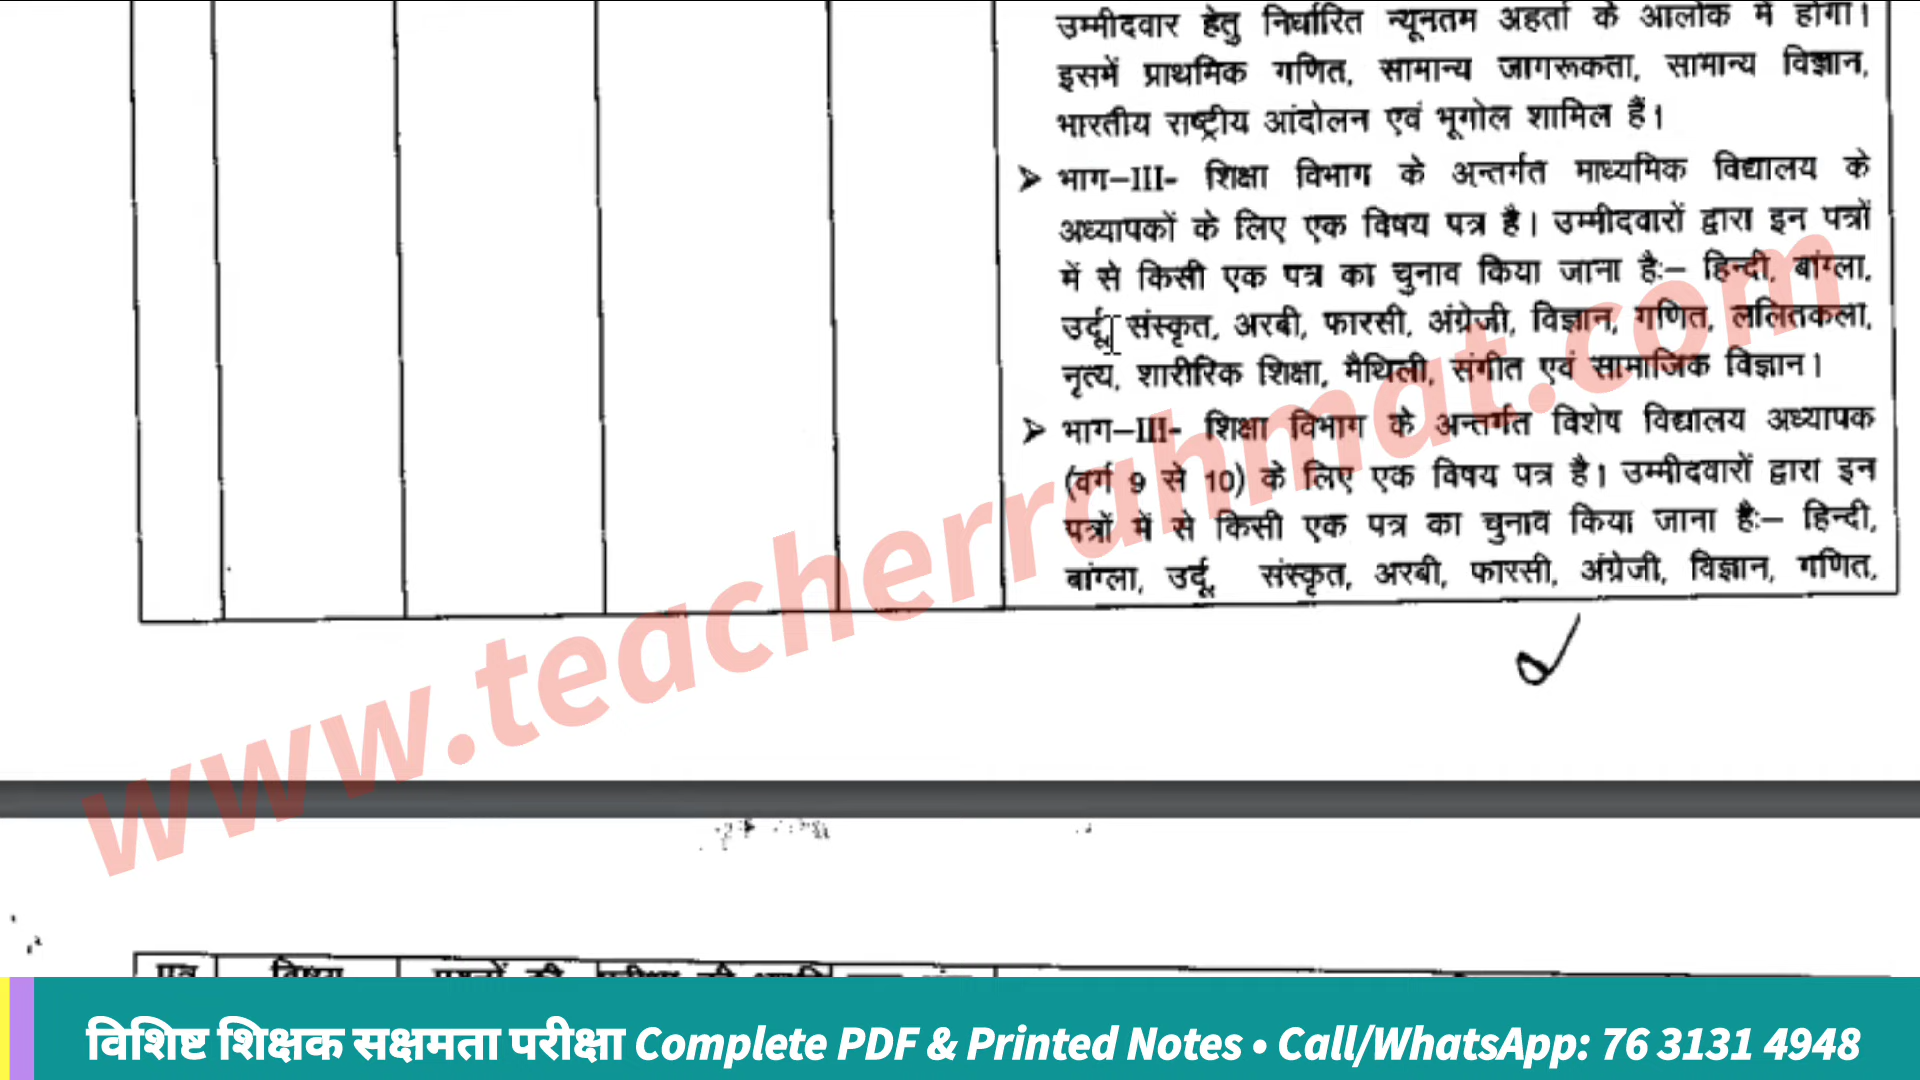 उम्मीदवार हेतु निर्धारित न्यूनतम अहर्ता के आलोक में होगा।
इसमें प्राथमिक गणित, सामान्य जागरूकता, सामान्य विज्ञान,
भारतीय राष्ट्रीय आंदोलन एवं भूगोल शामिल हैं।
➤ भाग–III- शिक्षा विभाग के अन्तर्गत माध्यमिक विद्यालय के
अध्यापकों के लिए एक विषय पत्र है। उम्मीदवारों द्वारा इन पत्रों
में से किसी एक पत्र का चुनाव किया जाना है:– हिन्दी, बांग्ला,
उर्दू, संस्कृत, अरबी, फारसी, अंग्रेजी, विज्ञान, गणित, ललितकला,
नृत्य, शारीरिक शिक्षा, मैथिली, संगीत एवं सामाजिक विज्ञान।
➤ भाग–III- शिक्षा विभाग के अन्तर्गत विशेष विद्यालय अध्यापक
(वर्ग 9 से 10) के लिए एक विषय पत्र है। उम्मीदवारों द्वारा इन
पत्रों में से किसी एक पत्र का चुनाव किया जाना है:– हिन्दी,
बांग्ला, उर्दू, संस्कृत, अरबी, फारसी, अंग्रेजी, विज्ञान, गणित,
www.teacherrahmat.com
पत्र विषय
विशिष्ट शिक्षक सक्षमता परीक्षा Complete PDF & Printed Notes • Call/WhatsApp: 76 3131 4948